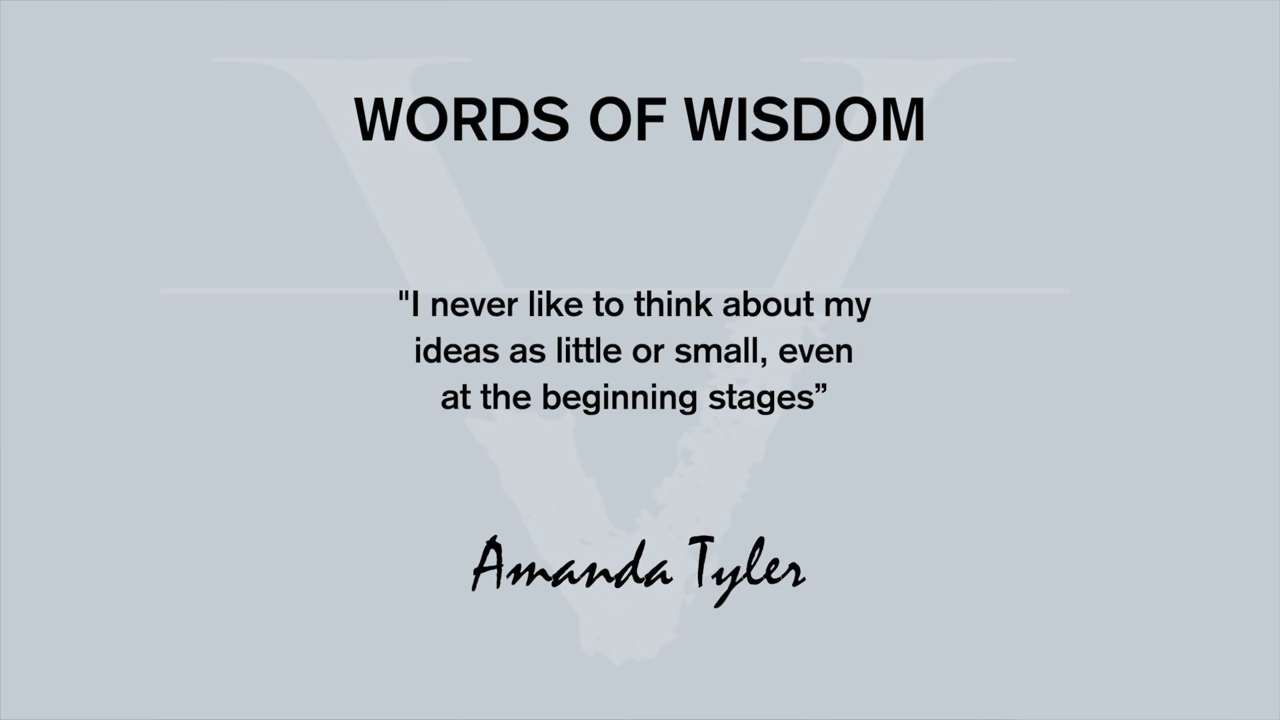 WORDS OF WISDOM
"I never like to think about my
ideas as little or small, even
at the beginning stages”
Amanda Tyler